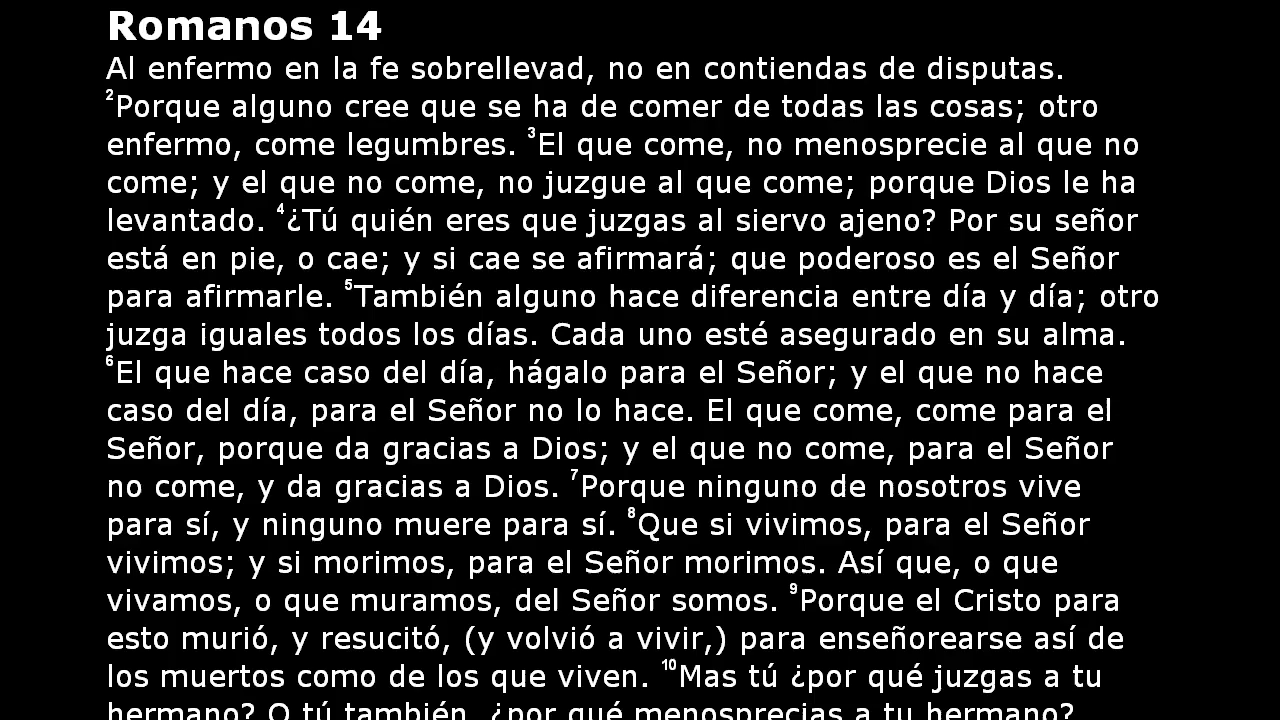 Romanos 14
Al enfermo en la fe sobrellevad, no en contiendas de disputas.
2Porque alguno cree que se ha de comer de todas las cosas; otro
enfermo, come legumbres. 3El que come, no menosprecie al que no
come; y el que no come, no juzgue al que come; porque Dios le ha
levantado. 4¿Tú quién eres que juzgas al siervo ajeno? Por su señor
está en pie, o cae; y si cae se afirmará; que poderoso es el Señor
para afirmarle. 5También alguno hace diferencia entre día y día; otro
juzga iguales todos los días. Cada uno esté asegurado en su alma.
6El que hace caso del día, hágalo para el Señor; y el que no hace
caso del día, para el Señor no lo hace. El que come, come para el
Señor, porque da gracias a Dios; y el que no come, para el Señor
no come, y da gracias a Dios. 7Porque ninguno de nosotros vive
para sí, y ninguno muere para sí. 8Que si vivimos, para el Señor
vivimos; y si morimos, para el Señor morimos. Así que, o que
vivamos, o que muramos, del Señor somos. 9Porque el Cristo para
esto murió, y resucitó, (y volvió a vivir,) para enseñorearse así de
los muertos como de los que viven. 10Mas tú ¿por qué juzgas a tu
hermano? O tú también, ¿por qué menosprecias a tu hermano?